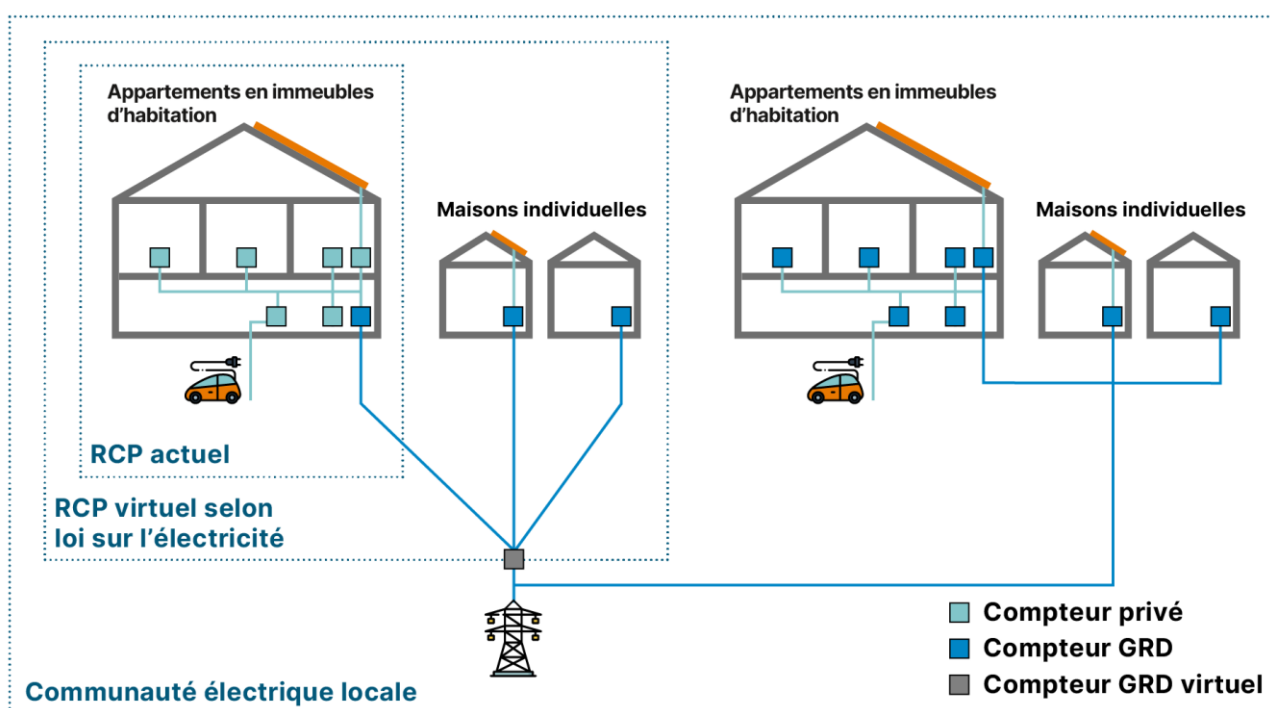 Appartements en immeubles
d'habitation
Maisons individuelles
Appartements en immeubles
d'habitation
Maisons individuelles
RCP actuel
RCP virtuel selon
loi sur l'électricité
Compteur privé
Compteur GRD
Compteur GRD virtuel
Communauté électrique locale